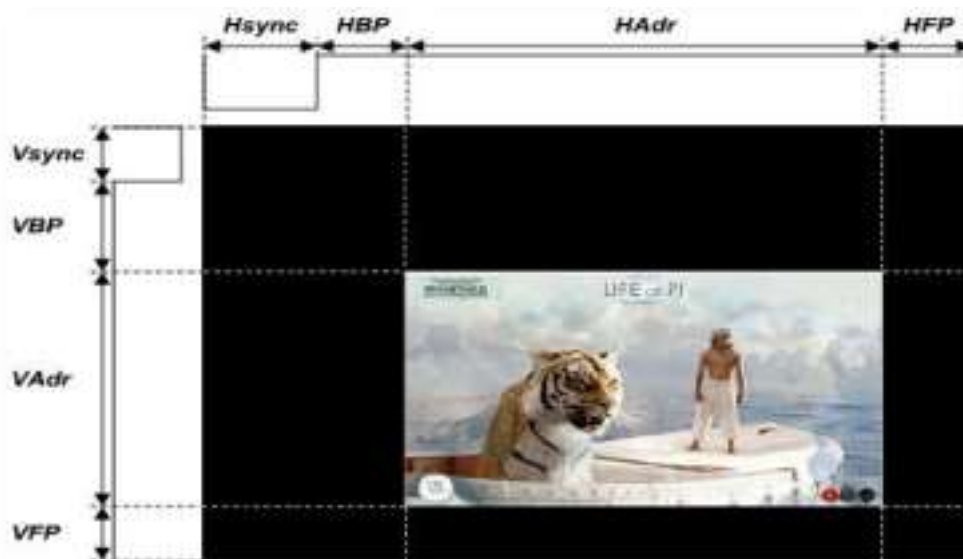 Hsync HBP HAdr HFP
Vsync
VBP
LIFE OF PI
VAdr
VFP